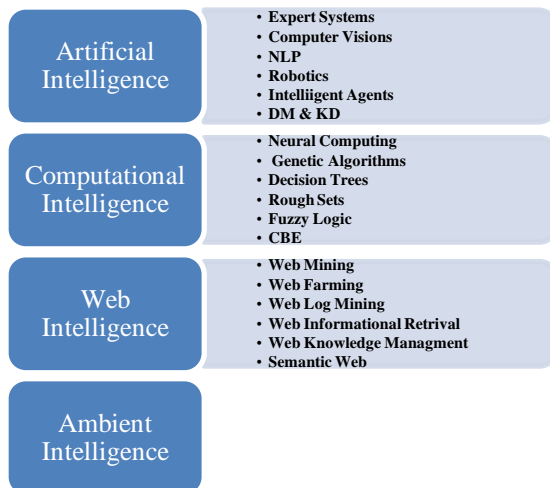 Artificial
Intelligence
• Expert Systems
• Computer Visions
• NLP
• Robotics
• Intelliigent Agents
• DM & KD
Computational
Intelligence
• Neural Computing
• Genetic Algorithms
• Decision Trees
• Rough Sets
• Fuzzy Logic
• CBE
Web
Intelligence
• Web Mining
• Web Farming
• Web Log Mining
• Web Informational Retrival
• Web Knowledge Managment
• Semantic Web
Ambient
Intelligence